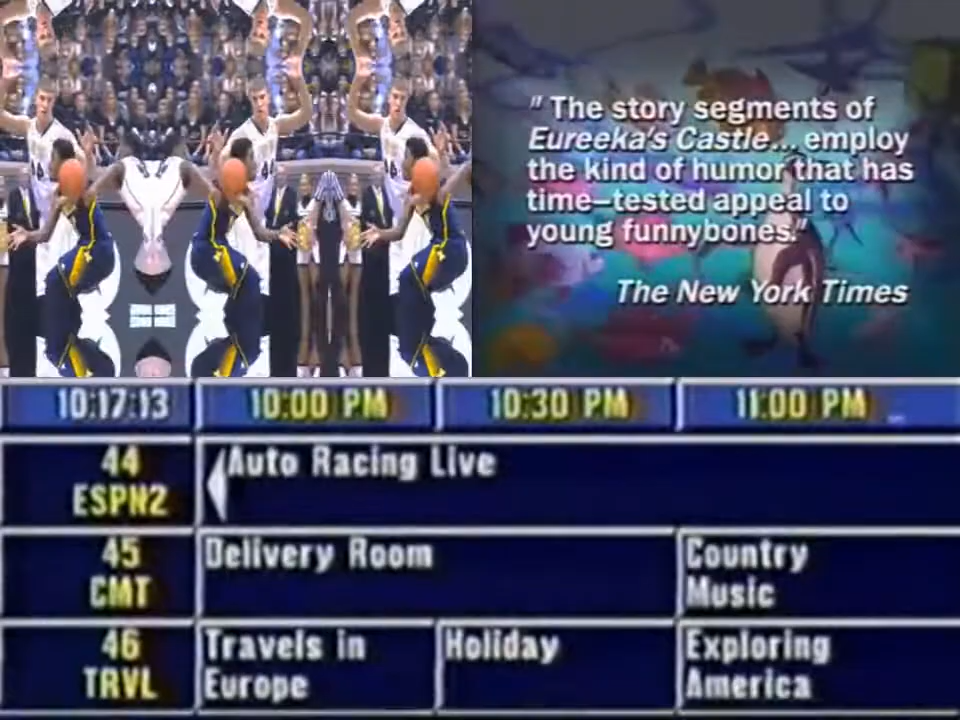 " The story segments of
Eureeka's Castle... employ
the kind of humor that has
time–tested appeal to
young funnybones."
The New York Times
10:17:13 10:00 PM 10:30 PM 11:00 PM
44
ESPN2
Auto Racing Live
45
CMT
Delivery Room
Country
Music
46
TRVL
Travels in
Europe
Holiday
Exploring
America